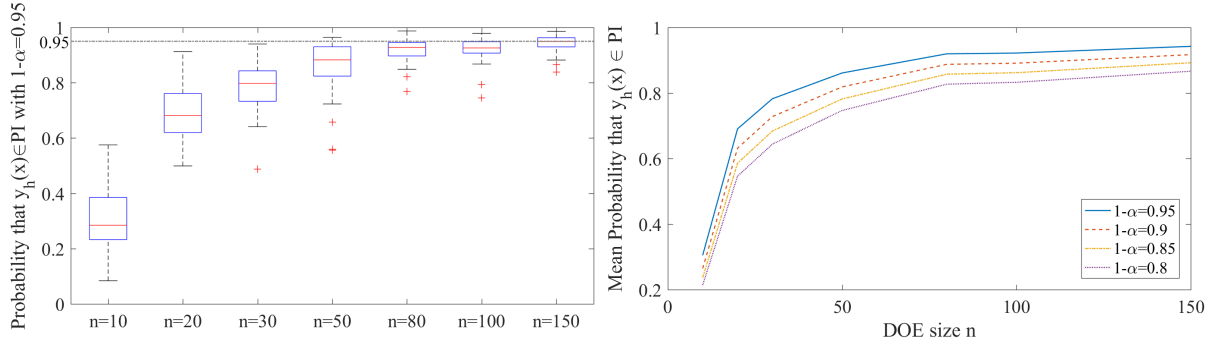 Probability that y_h(x)∈PI with 1-α=0.95
1
0.95
0.8
0.6
0.4
0.2
0
n=10 n=20 n=30 n=50 n=80 n=100 n=150
Mean Probability that y_h(x) ∈ PI
1
0.8
0.6
0.4
0.2
0 50 100 150
DOE size n
1-α=0.95
1-α=0.9
1-α=0.85
1-α=0.8